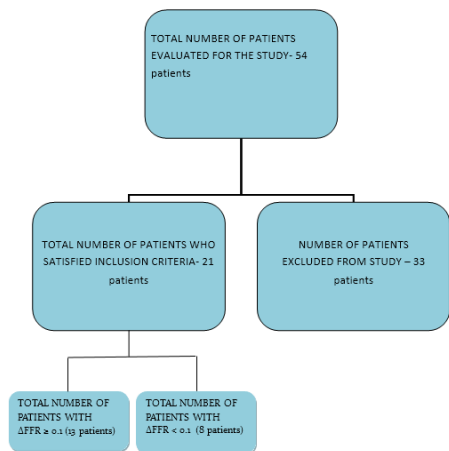 TOTAL NUMBER OF PATIENTS
EVALUATED FOR THE STUDY- 54
patients
TOTAL NUMBER OF PATIENTS WHO
SATISFIED INCLUSION CRITERIA- 21
patients
NUMBER OF PATIENTS
EXCLUDED FROM STUDY – 33
patients
TOTAL NUMBER OF
PATIENTS WITH
ΔFFR ≥ 0.1 (13 patients)
TOTAL NUMBER OF
PATIENTS WITH
ΔFFR < 0.1 (8 patients)